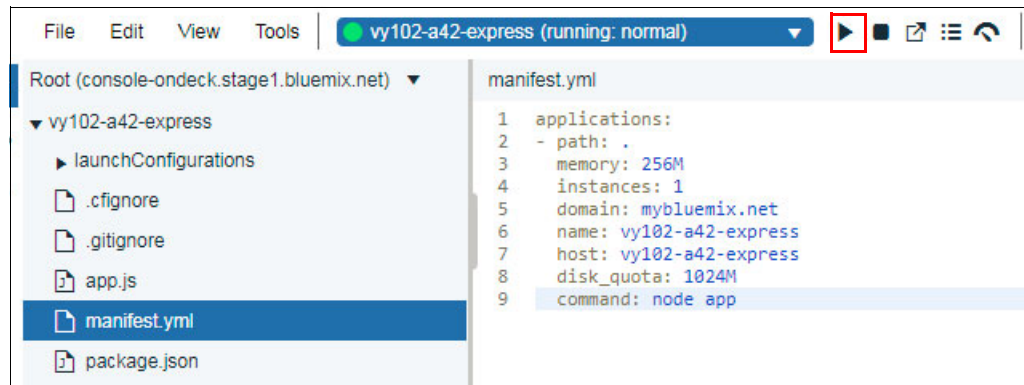 File Edit View Tools vy102-a42-express (running: normal)
Root (console-ondeck.stage1.bluemix.net)
vy102-a42-express
launchConfigurations
.cfignore
.gitignore
app.js
manifest.yml
package.json
manifest.yml
1 applications:
2 - path: .
3 memory: 256M
4 instances: 1
5 domain: mybluemix.net
6 name: vy102-a42-express
7 host: vy102-a42-express
8 disk_quota: 1024M
9 command: node app